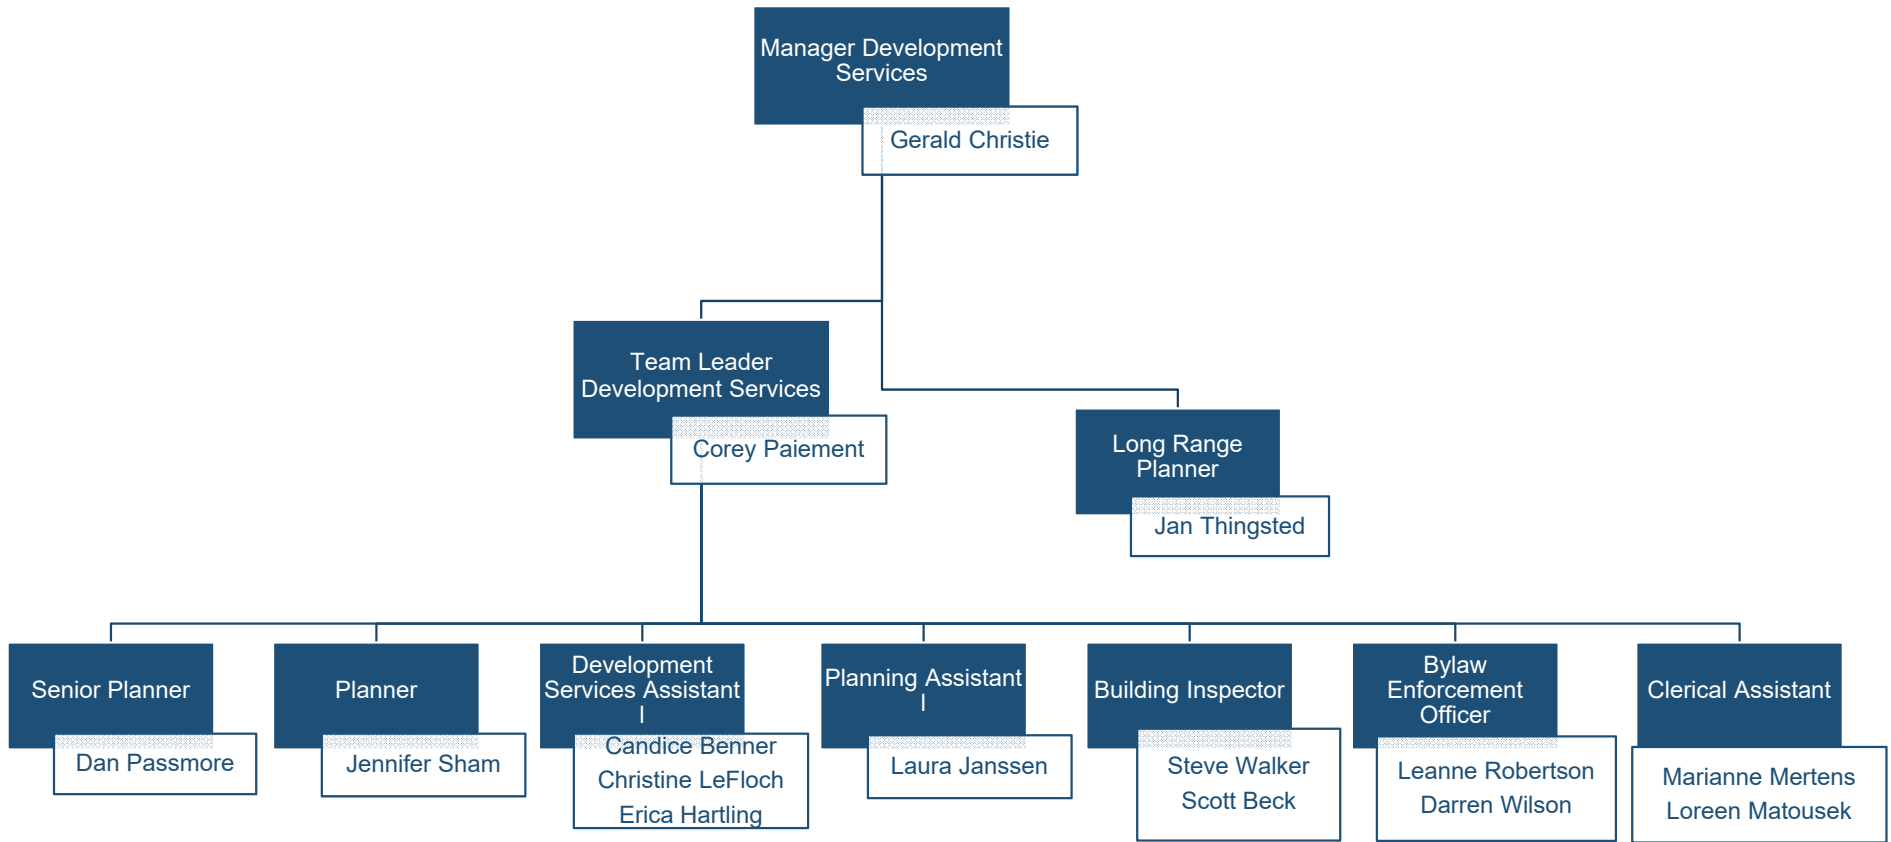 Manager Development
Services
Gerald Christie
Team Leader
Development Services
Corey Paiement
Long Range
Planner
Jan Thingsted
Senior Planner
Dan Passmore
Planner
Jennifer Sham
Development
Services Assistant
I
Candice Benner
Christine LeFloch
Erica Hartling
Planning Assistant
I
Laura Janssen
Building Inspector
Steve Walker
Scott Beck
Bylaw
Enforcement
Officer
Leanne Robertson
Darren Wilson
Clerical Assistant
Marianne Mertens
Loreen Matousek